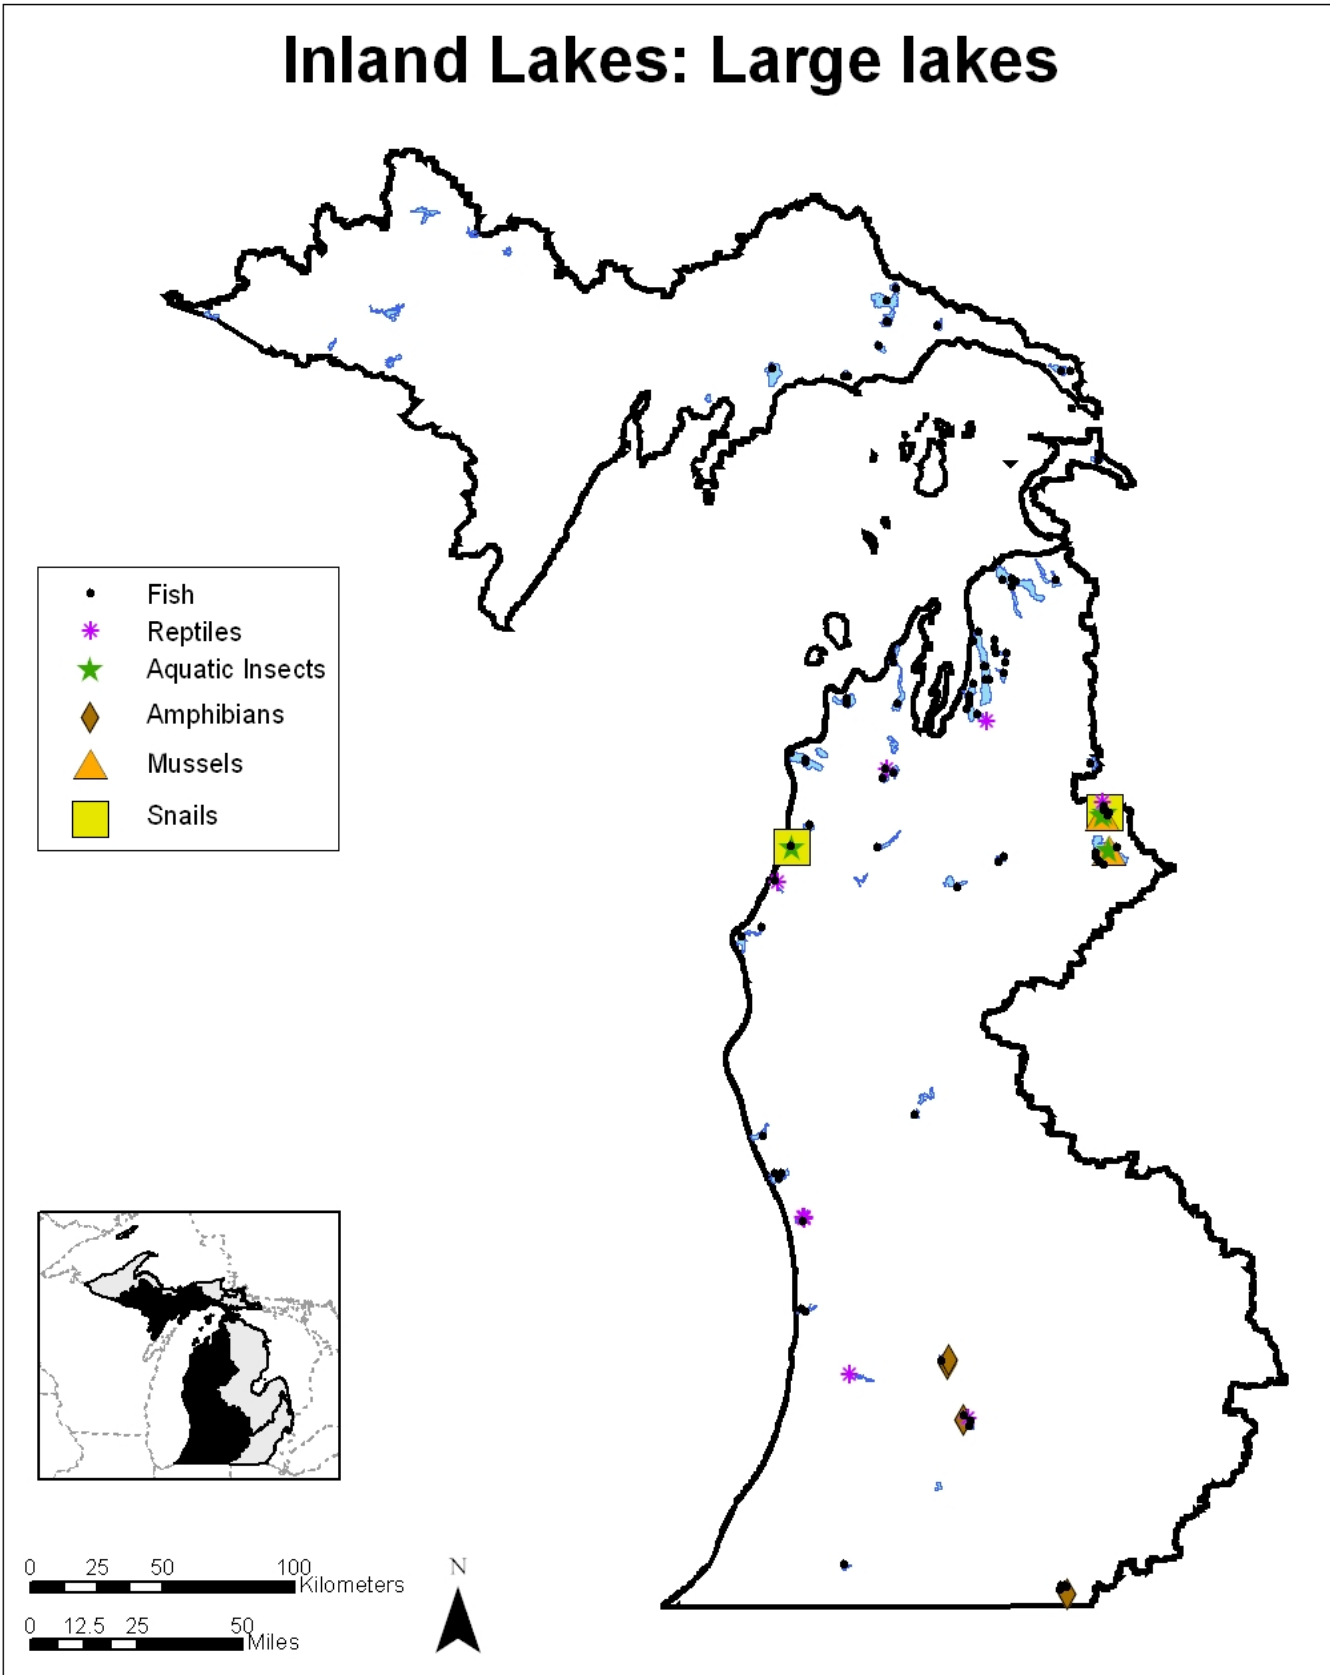 Inland Lakes: Large lakes
Fish
Reptiles
Aquatic Insects
Amphibians
Mussels
Snails
0 25 50 100
Kilometers
0 12.5 25 50
Miles
N